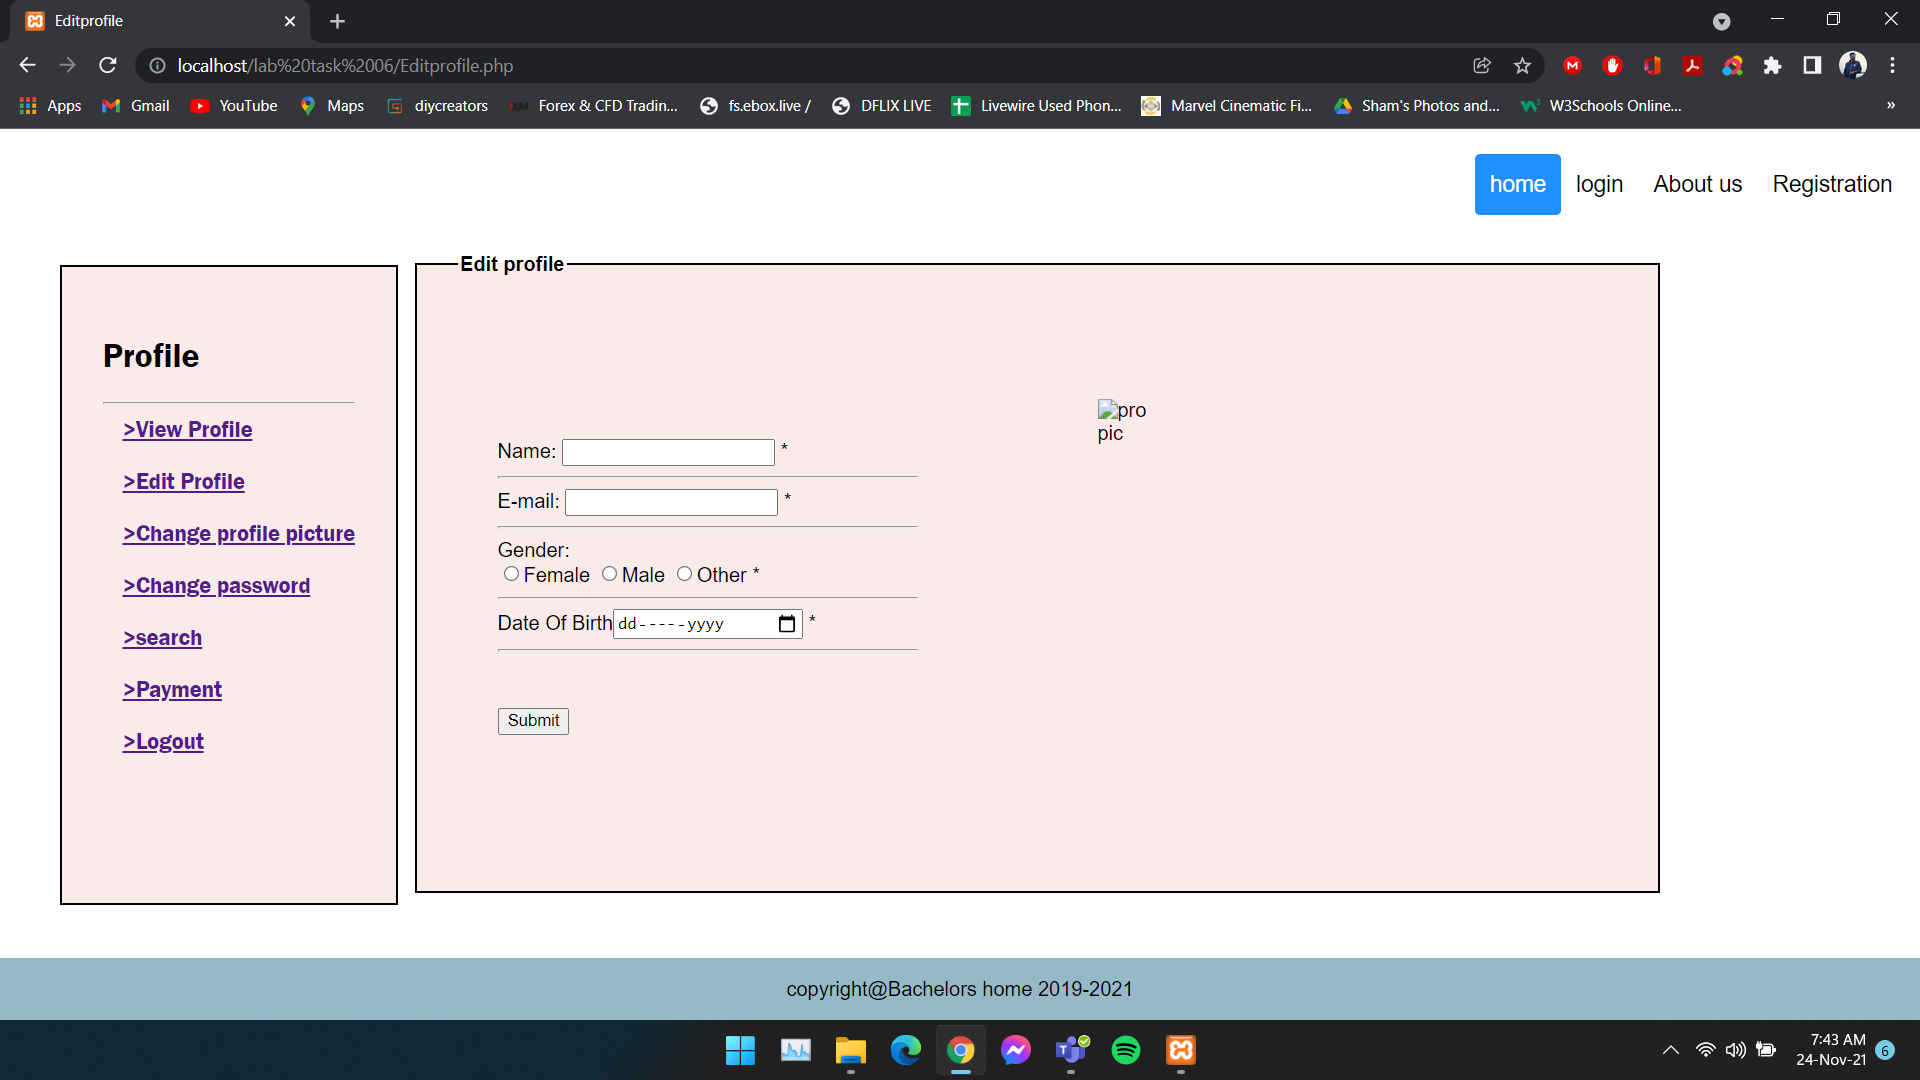 Editprofile
localhost/lab%20task%2006/Editprofile.php
Apps Gmail YouTube Maps diycreators Forex & CFD Tradin... fs.ebox.live / DFLIX LIVE Livewire Used Phon... Marvel Cinematic Fi... Sham's Photos and... W3Schools Online... »
home login About us Registration
Profile
>View Profile
>Edit Profile
>Change profile picture
>Change password
>search
>Payment
>Logout
Edit profile
pro
pic
Name: *
E-mail: *
Gender:
Female Male Other *
Date Of Birth dd-----yyyy *
Submit
copyright@Bachelors home 2019-2021
7:43 AM
24-Nov-21 6